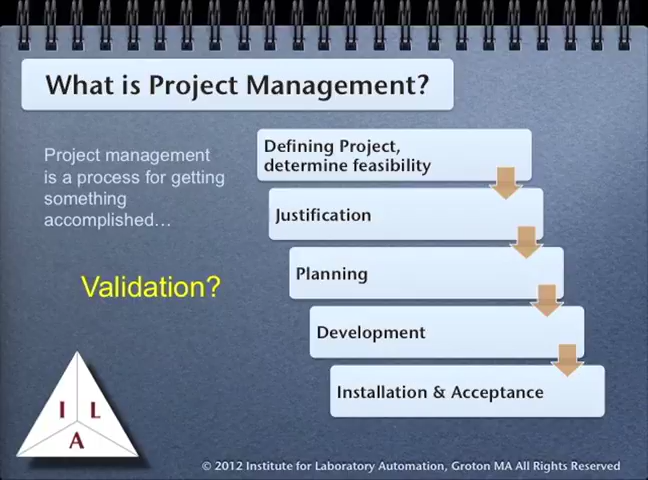 What is Project Management?
Project management
is a process for getting
something
accomplished...
Validation?
Defining Project,
determine feasibility
Justification
Planning
Development
Installation & Acceptance
I L
A
© 2012 Institute for Laboratory Automation, Groton MA All Rights Reserved